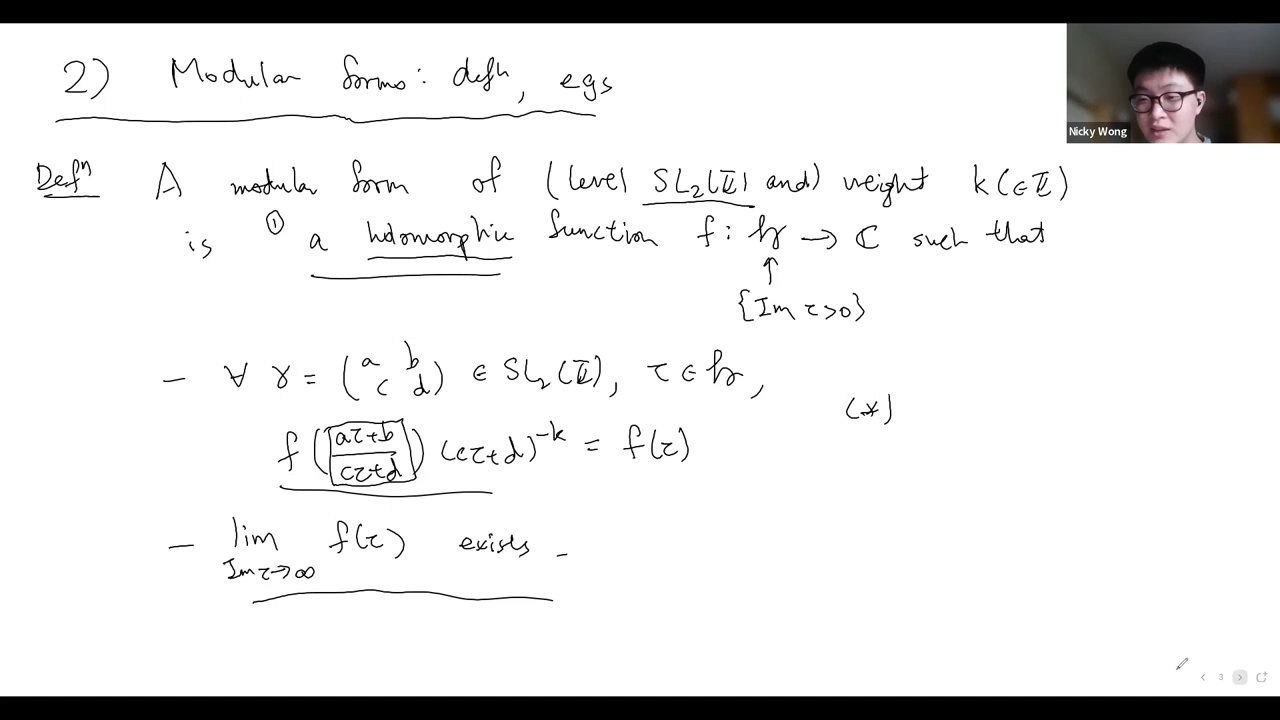 2) Modular forms: defn, egs
Nicky Wong
Defn A modular form of (level SL₂(ℤ) and) weight k(∈ℤ)
is ① a holomorphic function f: 𝔥 → ℂ such that
↑
{Im τ>0}
- ∀ γ = (a b c d) ∈ SL₂(ℤ), τ ∈ 𝔥,
(*)
f((aτ+b)/(cτ+d)) (cτ+d)^-k = f(τ)
- lim f(τ) exists -
Im τ→∞
3